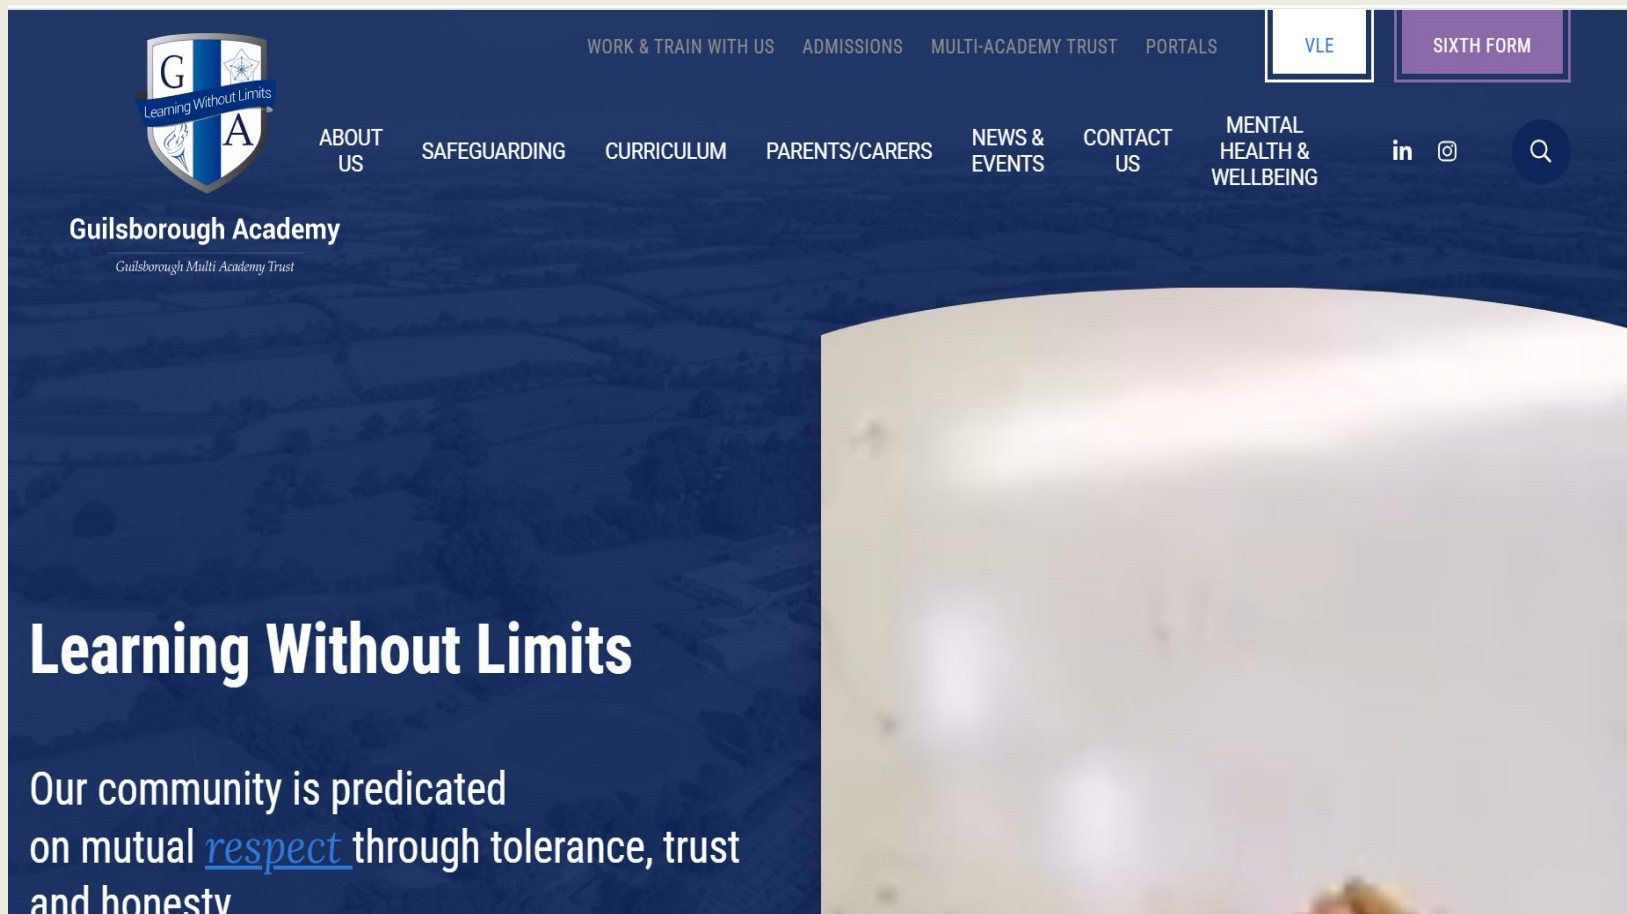 WORK & TRAIN WITH US ADMISSIONS MULTI-ACADEMY TRUST PORTALS VLE SIXTH FORM
G
Learning Without Limits
A
ABOUT
US
SAFEGUARDING
CURRICULUM
PARENTS/CARERS
NEWS &
EVENTS
CONTACT
US
MENTAL
HEALTH &
WELLBEING
in
Guilsborough Academy
Guilsborough Multi Academy Trust
Learning Without Limits
Our community is predicated
on mutual respect through tolerance, trust
and honesty